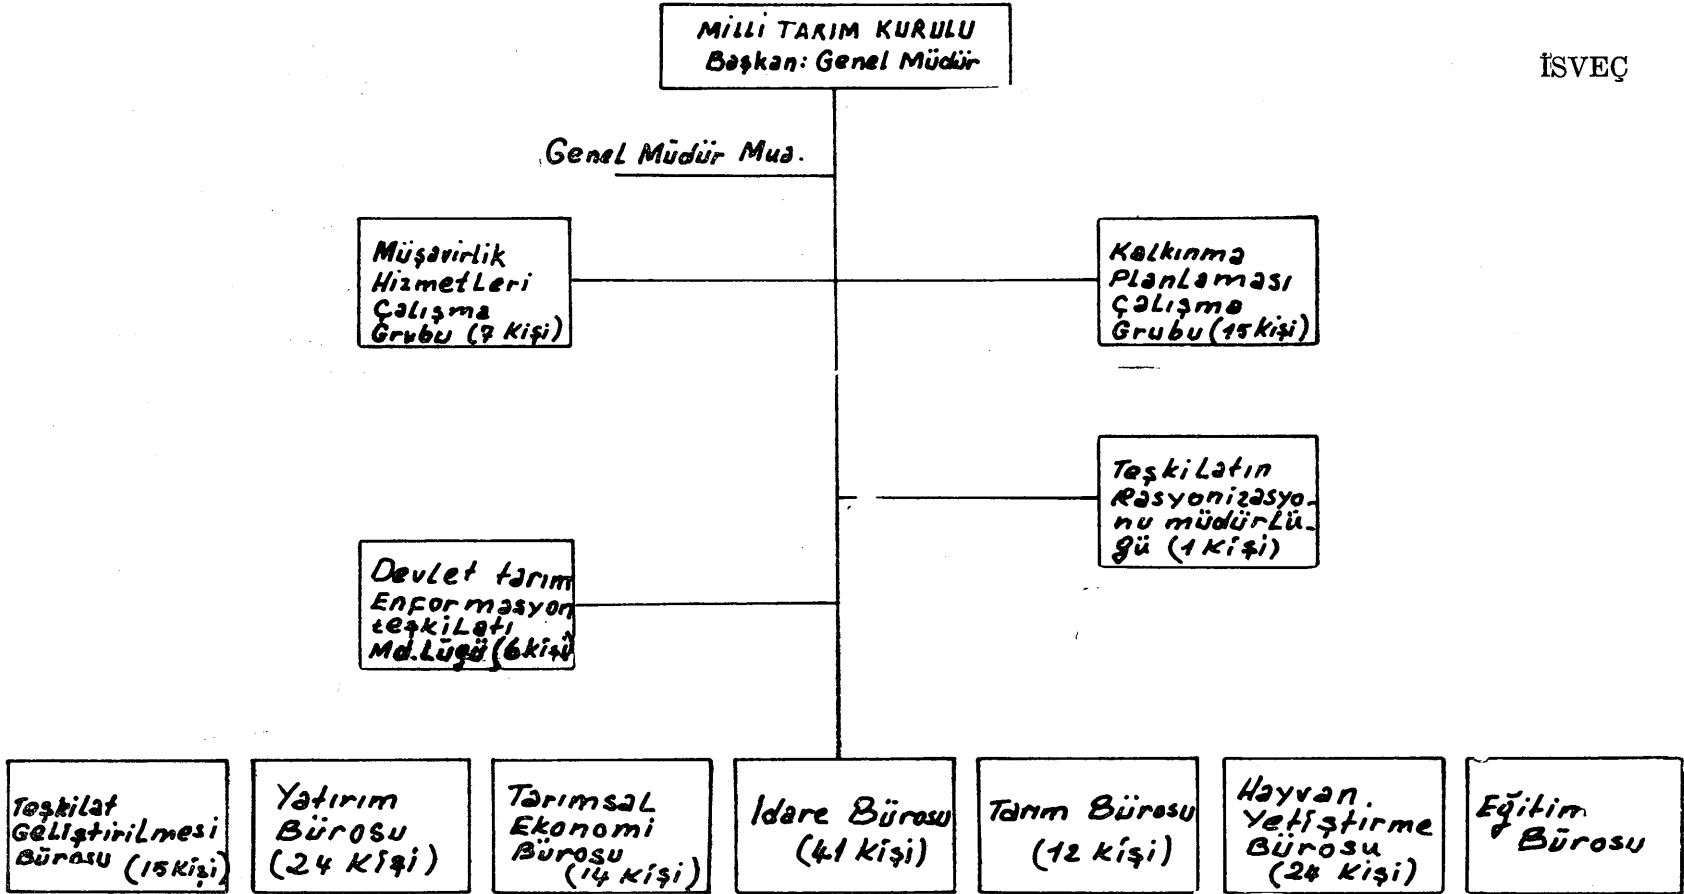 MİLLİ TARIM KURULU
Başkan: Genel Müdür
İSVEÇ
Genel Müdür Mua.
Müşavirlik
Hizmetleri
Çalışma
Grubu (7 Kişi)
Kalkınma
Planlaması
Çalışma
Grubu (15 Kişi)
Teşkilatın
Rasyonizasyo-
nu müdürlü-
ğü (1 Kişi)
Devlet tarım
Enformasyon
teşkilatı
Md.lüğü (6 kişi)
Teşkilat
Geliştirilmesi
Bürosu (15 Kişi)
Yatırım
Bürosu
(24 Kişi)
Tarımsal
Ekonomi
Bürosu
(14 Kişi)
İdare Bürosu
(41 Kişi)
Tarım Bürosu
(12 Kişi)
Hayvan
Yetiştirme
Bürosu
(24 Kişi)
Eğitim
Bürosu